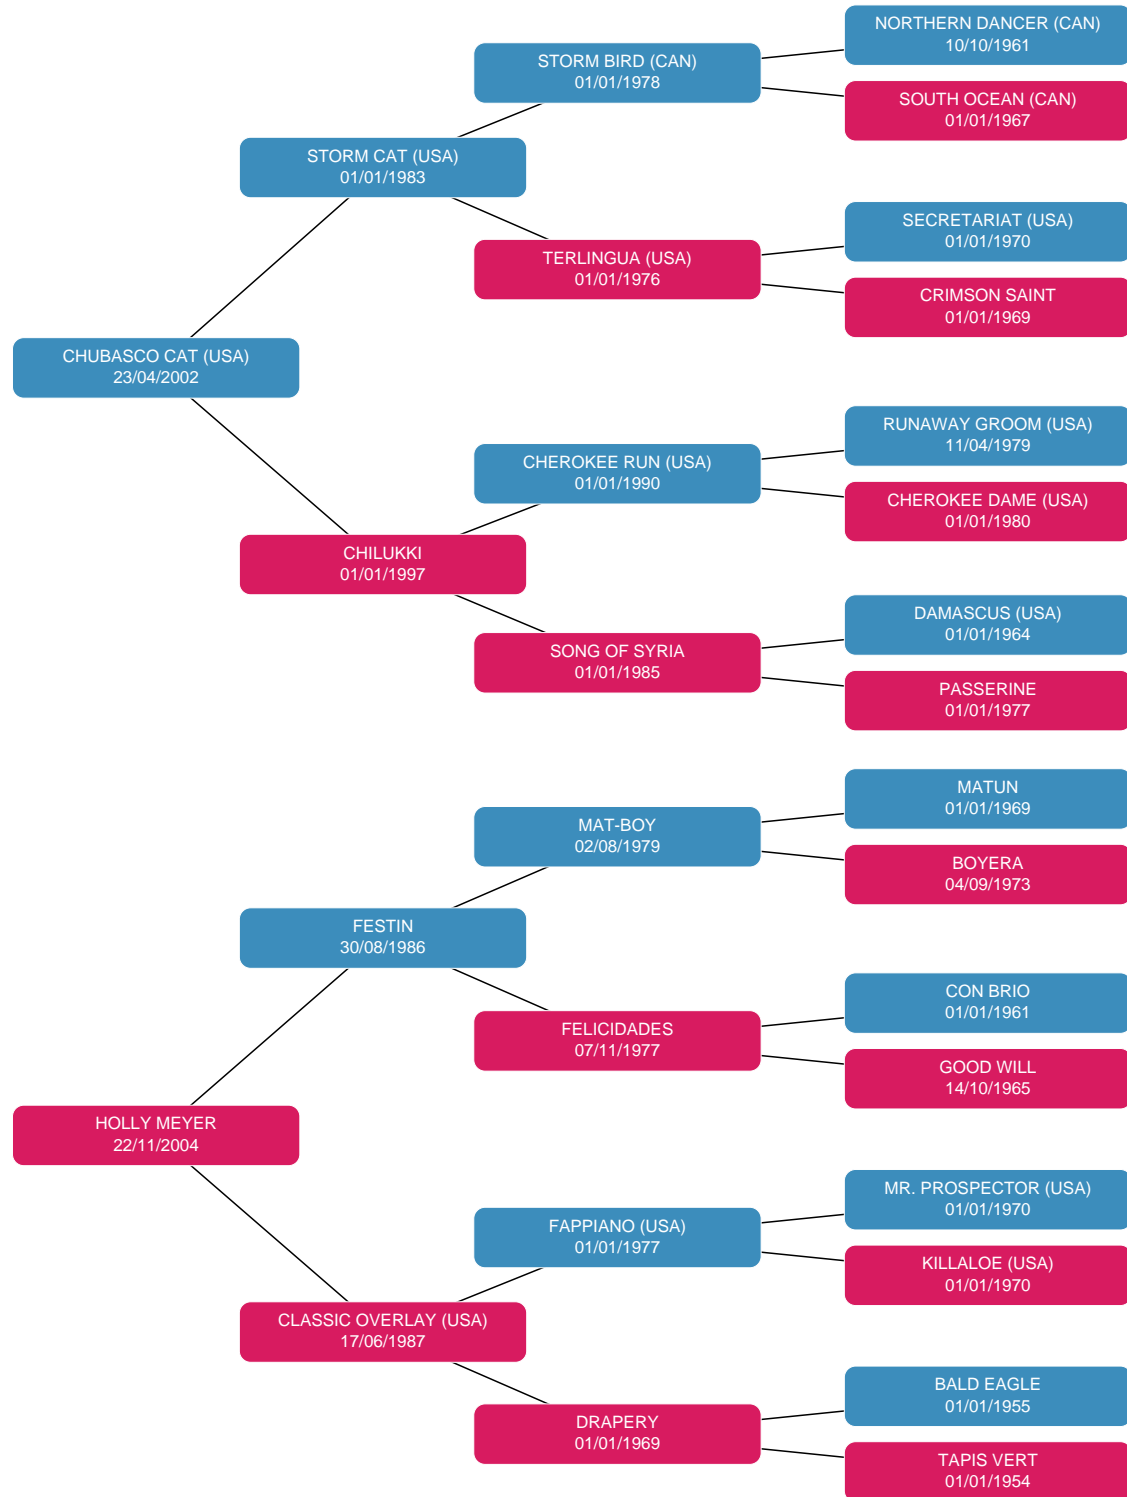 NORTHERN DANCER (CAN)
10/10/1961
STORM BIRD (CAN)
01/01/1978
SOUTH OCEAN (CAN)
01/01/1967
STORM CAT (USA)
01/01/1983
SECRETARIAT (USA)
01/01/1970
TERLINGUA (USA)
01/01/1976
CRIMSON SAINT
01/01/1969
CHUBASCO CAT (USA)
23/04/2002
RUNAWAY GROOM (USA)
11/04/1979
CHEROKEE RUN (USA)
01/01/1990
CHEROKEE DAME (USA)
01/01/1980
CHILUKKI
01/01/1997
DAMASCUS (USA)
01/01/1964
SONG OF SYRIA
01/01/1985
PASSERINE
01/01/1977
MATUN
01/01/1969
MAT-BOY
02/08/1979
BOYERA
04/09/1973
FESTIN
30/08/1986
CON BRIO
01/01/1961
FELICIDADES
07/11/1977
GOOD WILL
14/10/1965
HOLLY MEYER
22/11/2004
MR. PROSPECTOR (USA)
01/01/1970
FAPPIANO (USA)
01/01/1977
KILLALOE (USA)
01/01/1970
CLASSIC OVERLAY (USA)
17/06/1987
BALD EAGLE
01/01/1955
DRAPERY
01/01/1969
TAPIS VERT
01/01/1954